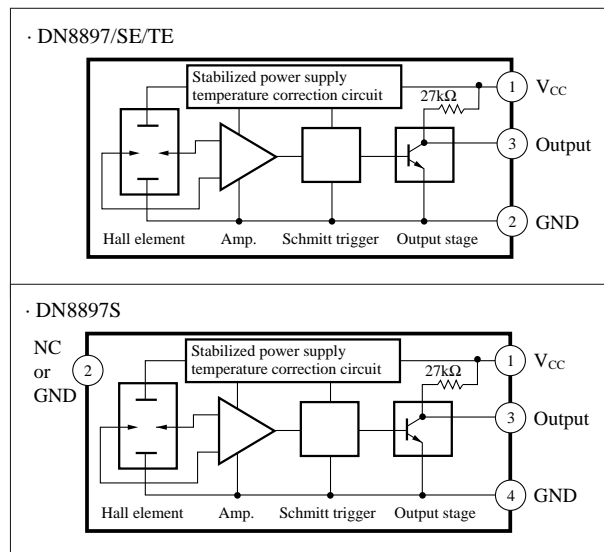 · DN8897/SE/TE
Stabilized power supply
temperature correction circuit
27kΩ
1 VCC
3 Output
2 GND
Hall element Amp. Schmitt trigger Output stage
· DN8897S
NC
or
GND
2
Stabilized power supply
temperature correction circuit
27kΩ
1 VCC
3 Output
4 GND
Hall element Amp. Schmitt trigger Output stage